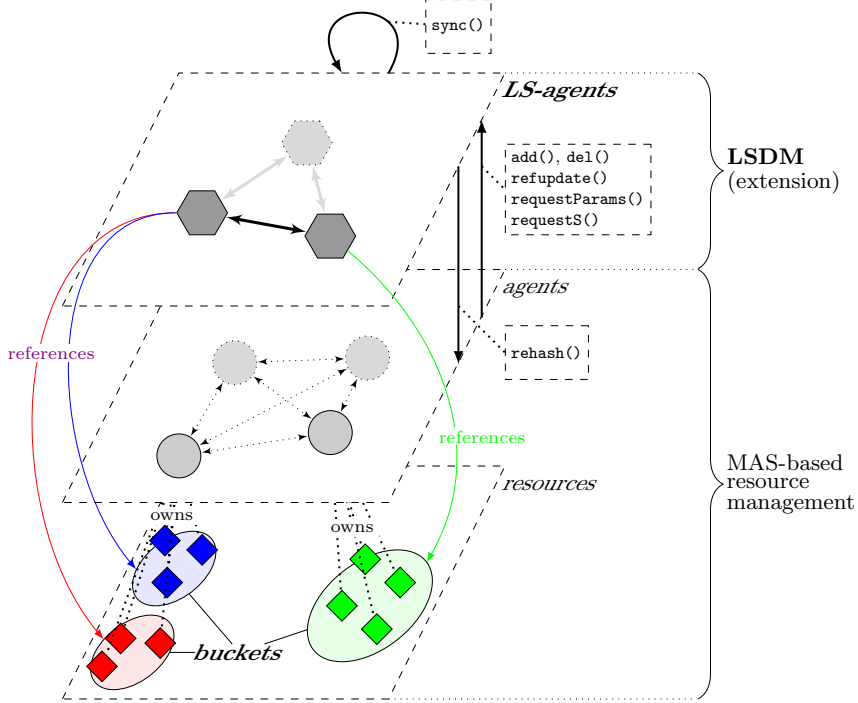 sync()
LS-agents
add(), del()
refupdate()
requestParams()
requestS()
LSDM
(extension)
agents
rehash()
references
references
MAS-based
resource
management
resources
owns
owns
buckets